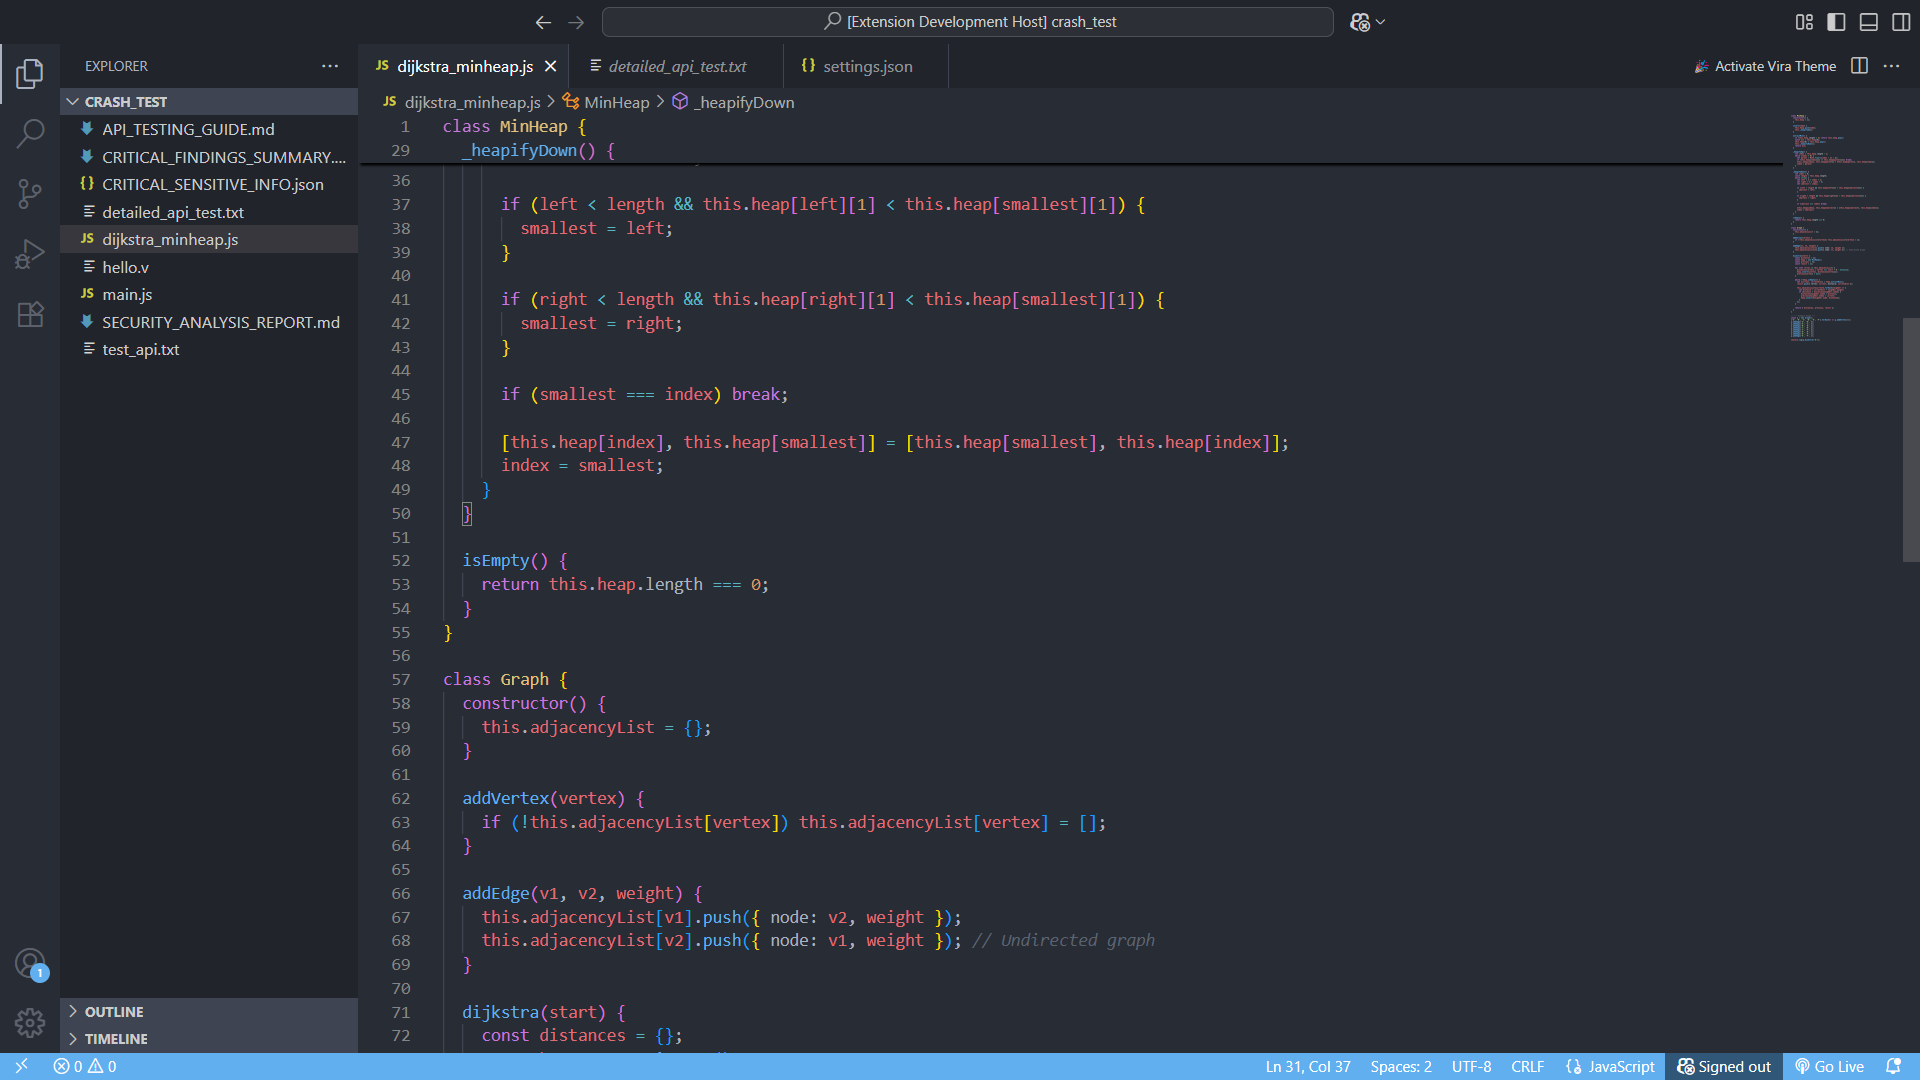 [Extension Development Host] crash_test
EXPLORER
CRASH_TEST
API_TESTING_GUIDE.md
CRITICAL_FINDINGS_SUMMARY....
CRITICAL_SENSITIVE_INFO.json
detailed_api_test.txt
JS dijkstra_minheap.js
hello.v
JS main.js
SECURITY_ANALYSIS_REPORT.md
test_api.txt
OUTLINE
TIMELINE
JS dijkstra_minheap.js
detailed_api_test.txt
{} settings.json
Activate Vira Theme
JS dijkstra_minheap.js > MinHeap > _heapifyDown
1 class MinHeap {
29 _heapifyDown() {
36
37 if (left < length && this.heap[left][1] < this.heap[smallest][1]) {
38 smallest = left;
39 }
40
41 if (right < length && this.heap[right][1] < this.heap[smallest][1]) {
42 smallest = right;
43 }
44
45 if (smallest === index) break;
46
47 [this.heap[index], this.heap[smallest]] = [this.heap[smallest], this.heap[index]];
48 index = smallest;
49 }
50 }
51
52 isEmpty() {
53 return this.heap.length === 0;
54 }
55 }
56
57 class Graph {
58 constructor() {
59 this.adjacencyList = {};
60 }
61
62 addVertex(vertex) {
63 if (!this.adjacencyList[vertex]) this.adjacencyList[vertex] = [];
64 }
65
66 addEdge(v1, v2, weight) {
67 this.adjacencyList[v1].push({ node: v2, weight });
68 this.adjacencyList[v2].push({ node: v1, weight }); // Undirected graph
69 }
70
71 dijkstra(start) {
72 const distances = {};
1
0 0
Ln 31, Col 37
Spaces: 2
UTF-8
CRLF
{} JavaScript
Signed out
Go Live